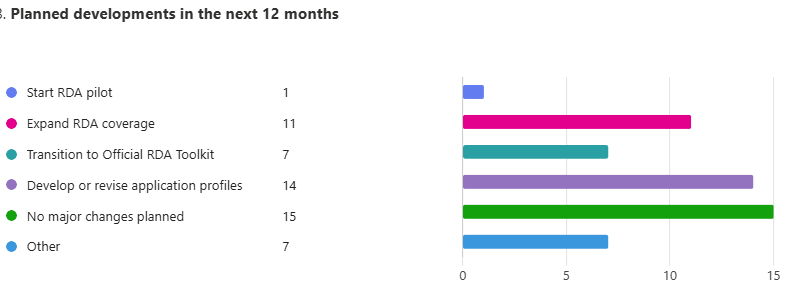 3. Planned developments in the next 12 months
Start RDA pilot 1
Expand RDA coverage 11
Transition to Official RDA Toolkit 7
Develop or revise application profiles 14
No major changes planned 15
Other 7
0 5 10 15